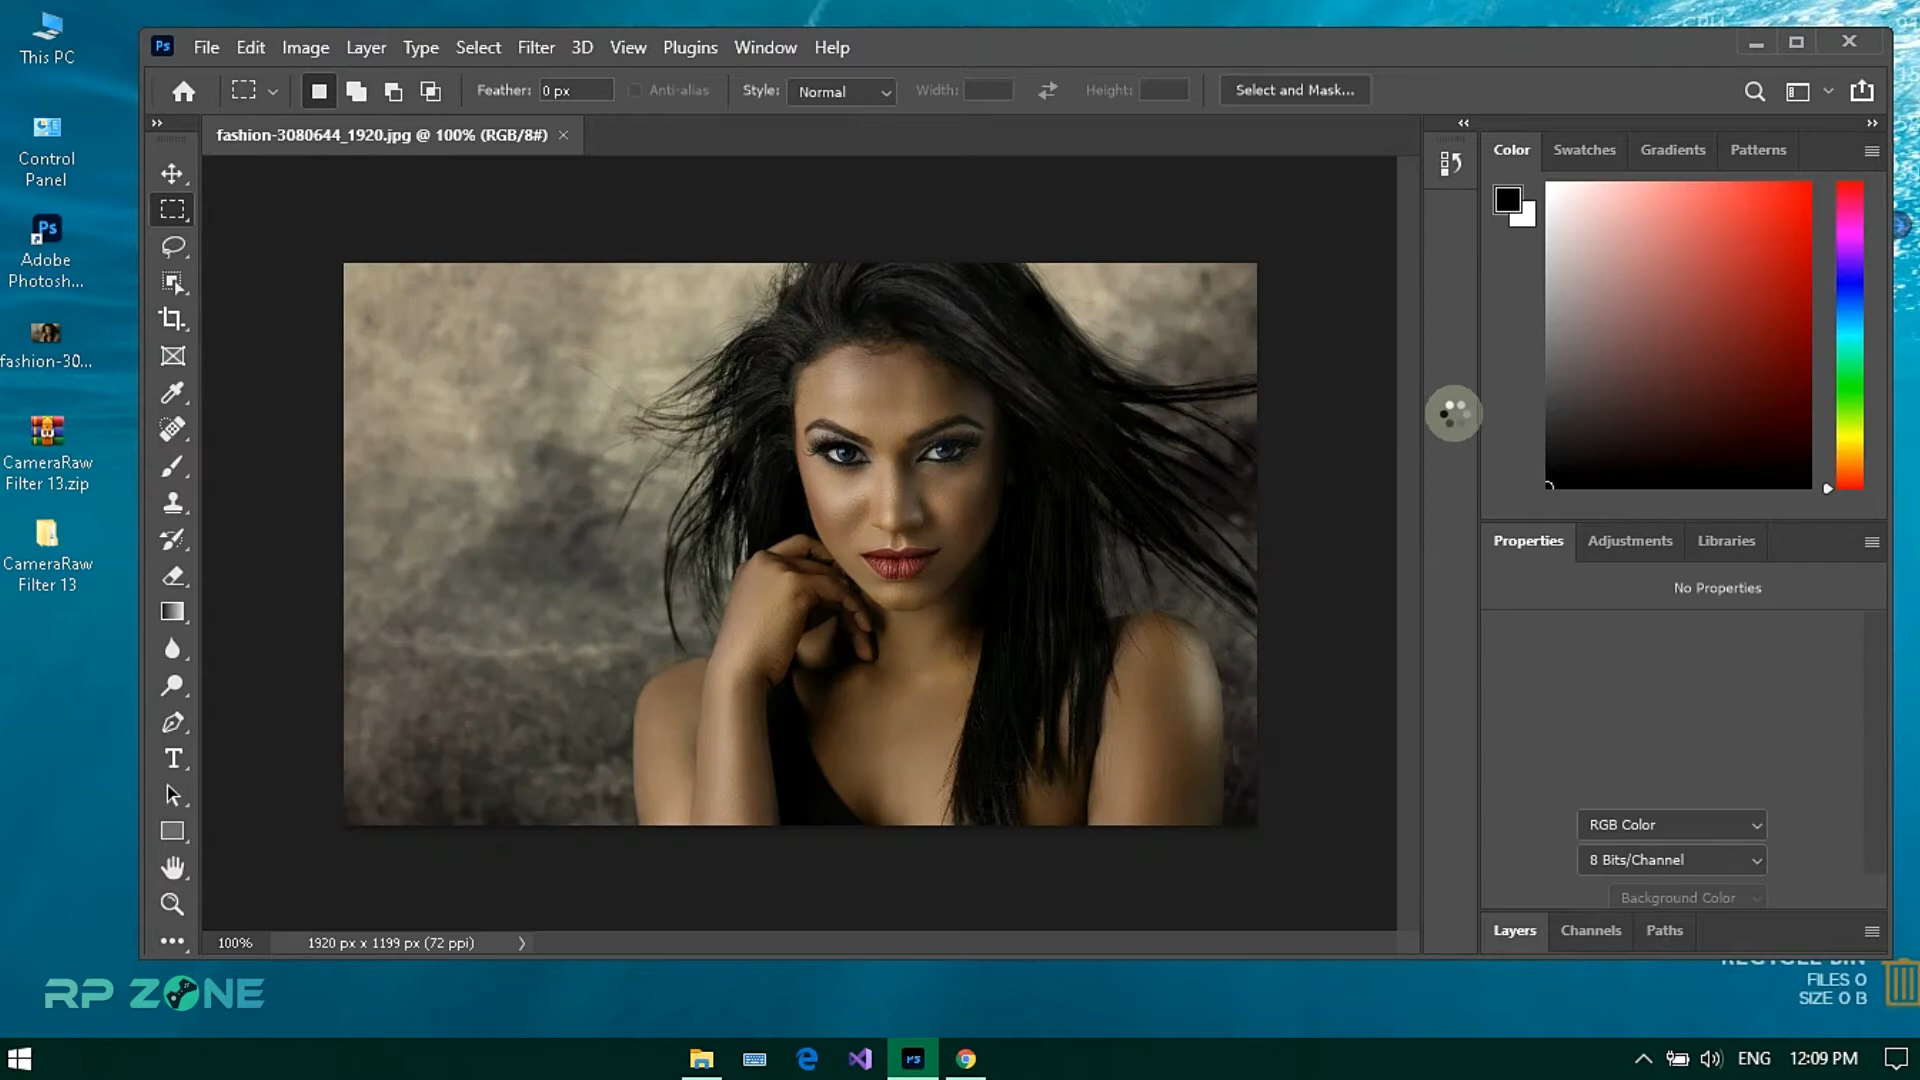 This PC
Control
Panel
Adobe
Photosh...
fashion-30...
CameraRaw
Filter 13.zip
CameraRaw
Filter 13
Ps
File Edit Image Layer Type Select Filter 3D View Plugins Window Help
Feather: 0 px Anti-alias Style: Normal Width: Height: Select and Mask...
fashion-3080644_1920.jpg @ 100% (RGB/8#)
Color Swatches Gradients Patterns
Properties Adjustments Libraries
No Properties
RGB Color
8 Bits/Channel
Background Color
Layers Channels Paths
100% 1920 px x 1199 px (72 ppi)
RP ZONE
RECYCLE BIN
FILES 0
SIZE 0 B
ENG 12:09 PM